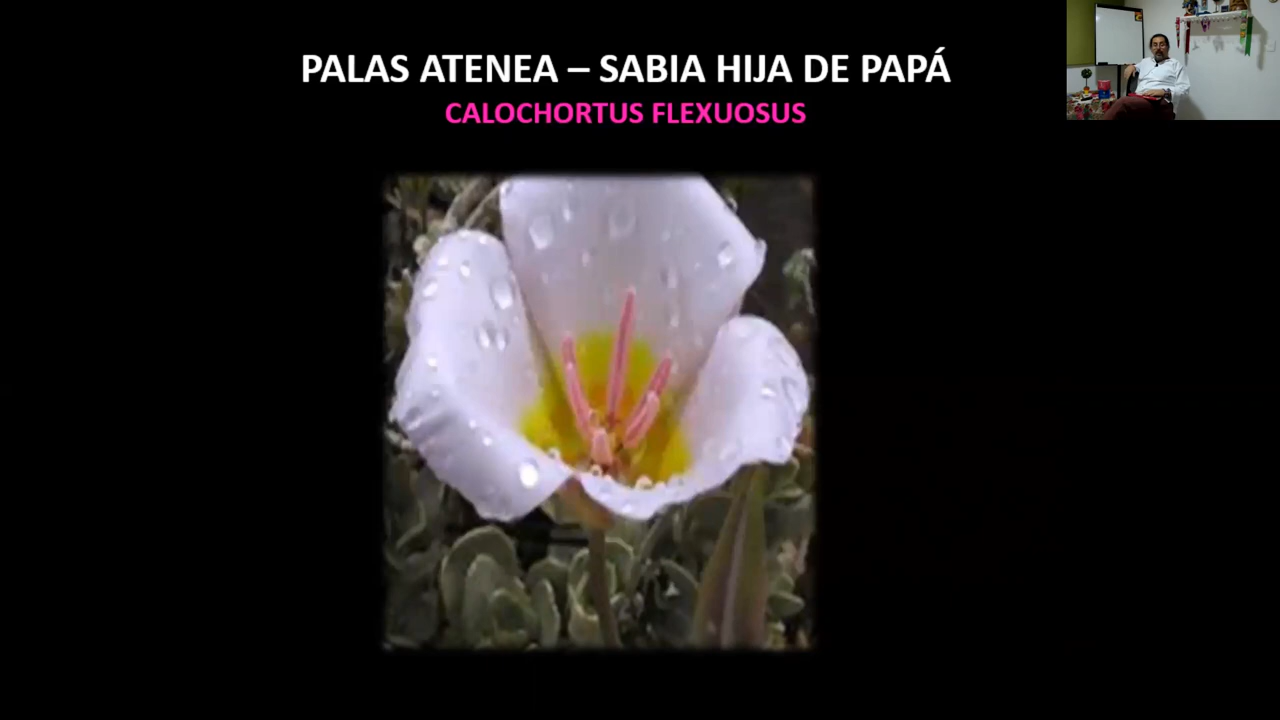 PALAS ATENEA – SABIA HIJA DE PAPÁ
CALOCHORTUS FLEXUOSUS